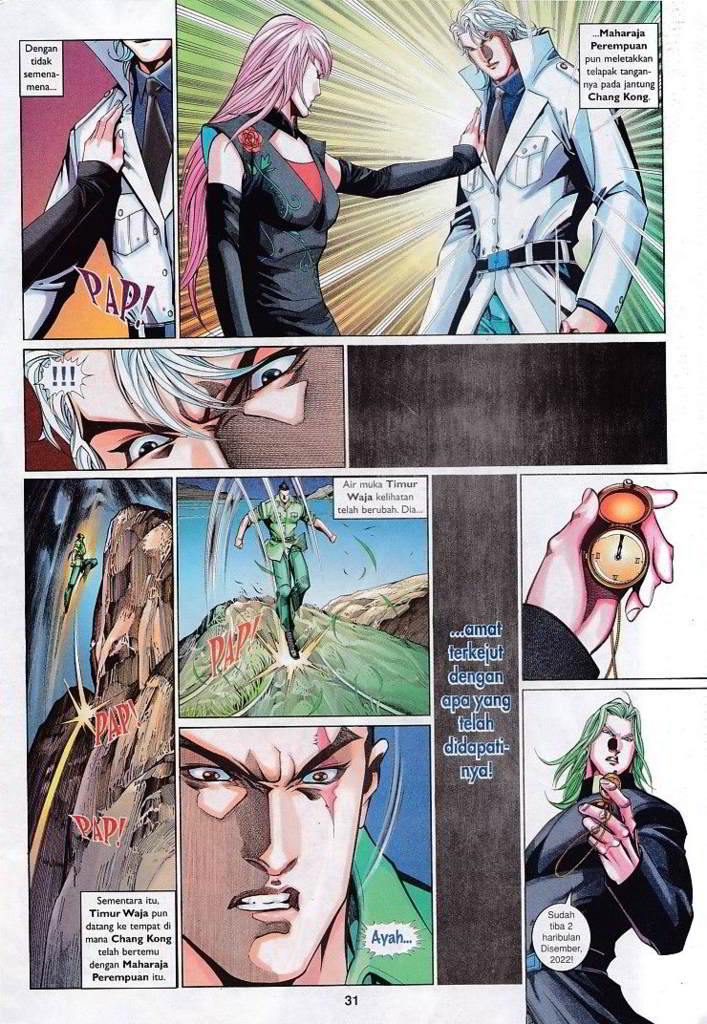 Dengan
tidak
semena-
mena...
...Maharaja
Perempuan
pun meletakkan
telapak tangan-
nya pada jantung
Chang Kong.
PAP!
!!!
Air muka Timur
Waja kelihatan
telah berubah. Dia...
PAP!
PAP!
PAP!
Sementara itu,
Timur Waja pun
datang ke tempat di
mana Chang Kong
telah bertemu
dengan Maharaja
Perempuan itu.
Ayah...
...amat
terkejut
dengan
apa yang
telah
didapati-
nya!
Sudah
tiba 2
haribulan
Disember,
2022!
31